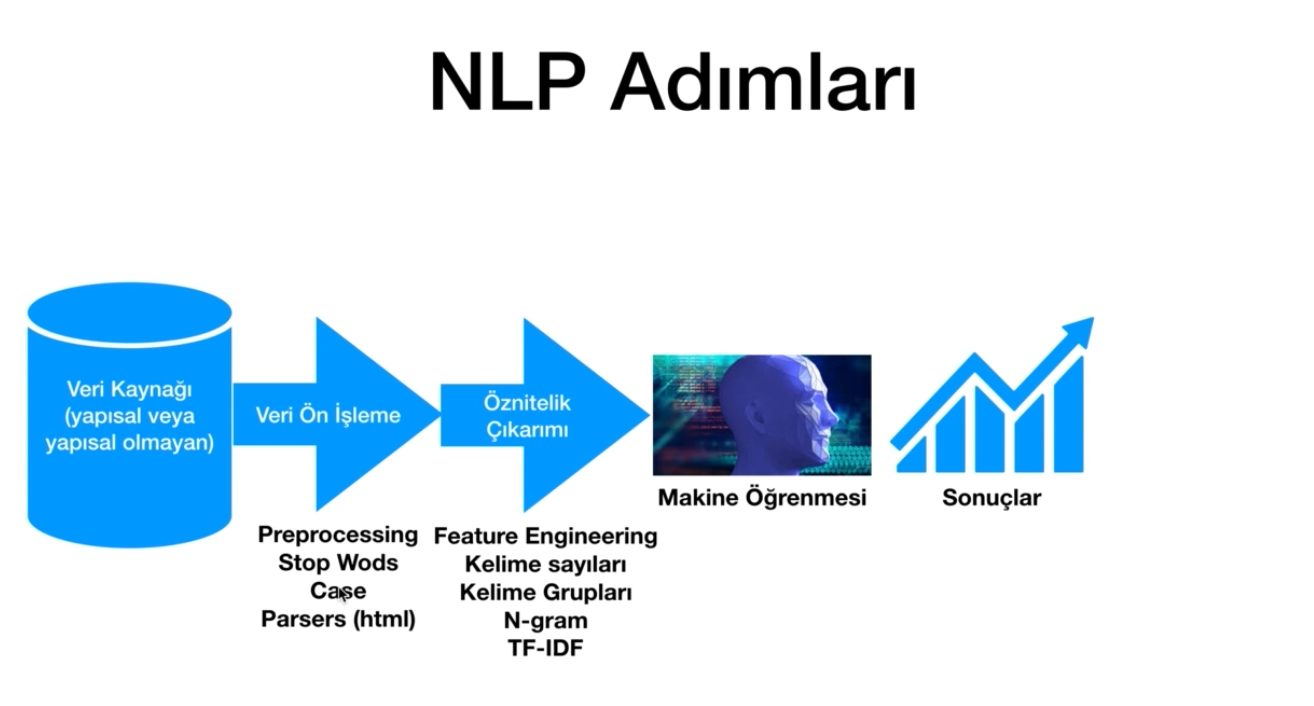 NLP Adımları
Veri Kaynağı
(yapısal veya
yapısal olmayan)
Veri Ön İşleme
Öznitelik
Çıkarımı
Preprocessing
Stop Wods
Case
Parsers (html)
Feature Engineering
Kelime sayıları
Kelime Grupları
N-gram
TF-IDF
Makine Öğrenmesi
Sonuçlar